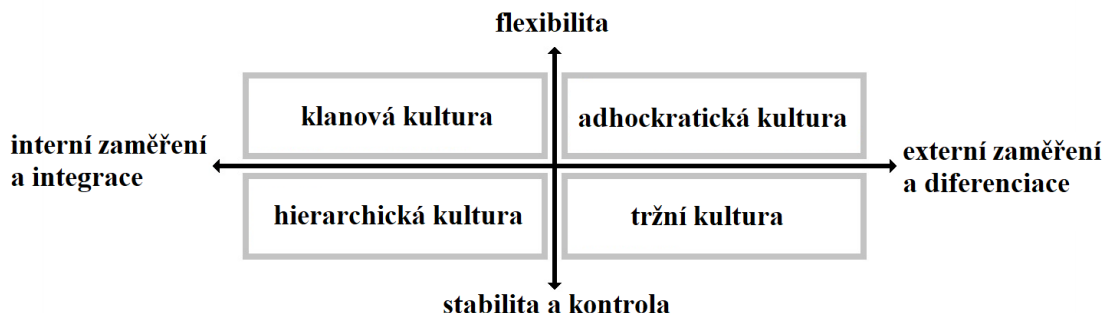 flexibilita
klanová kultura
adhockratická kultura
interní zaměření
a integrace
externí zaměření
a diferenciace
hierarchická kultura
tržní kultura
stabilita a kontrola